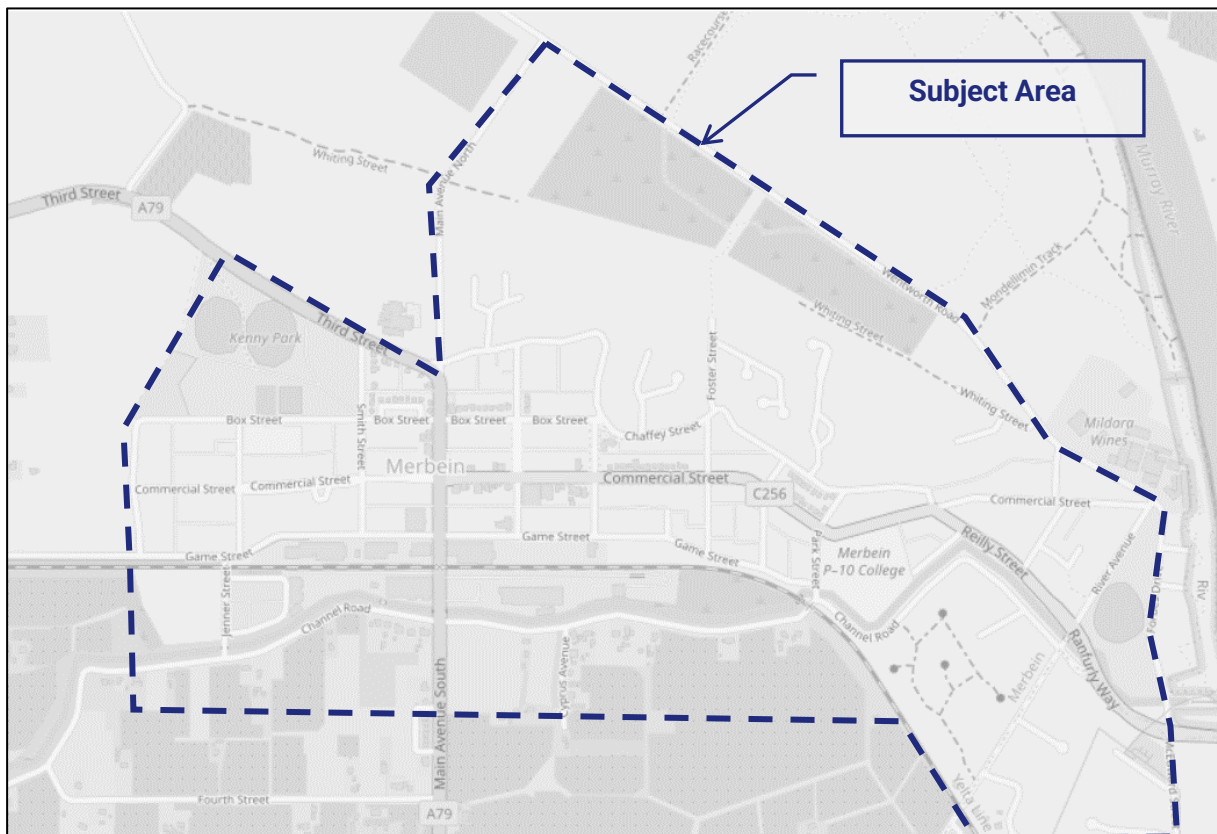 Racecourse
Subject Area
Murray River
Whiting Street
Main Avenue North
Third Street
A79
Mondellimin Track
Wentworth Road
Whiting Street
Kenny Park
Third Street
Foster Street
Whiting Street
Smith Street
Box Street
Box Street
Box Street
Box Street
Chaffey Street
Mildara
Wines
Merbein
Commercial Street
Commercial Street
Commercial Street
C256
Commercial Street
Game Street
Game Street
Game Street
Reilly Street
Park Street
Merbein
P–10 College
River Avenue
Drive
Riv
Jenner Street
Channel Road
Channel Road
Ranfurly Way
Merbein
Cyprus Avenue
Main Avenue South
Yelta Line
Fourth Street
A79